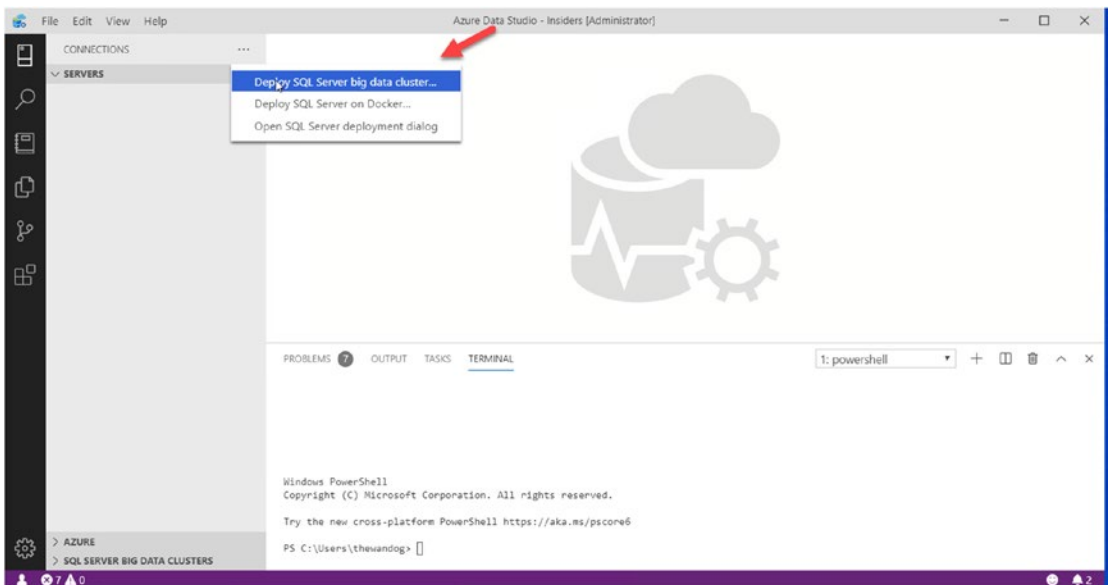 File Edit View Help
Azure Data Studio - Insiders [Administrator]
CONNECTIONS ...
SERVERS
Deploy SQL Server big data cluster...
Deploy SQL Server on Docker...
Open SQL Server deployment dialog
PROBLEMS 7 OUTPUT TASKS TERMINAL
1: powershell
Windows PowerShell
Copyright (C) Microsoft Corporation. All rights reserved.
Try the new cross-platform PowerShell https://aka.ms/pscore6
PS C:\Users\thewandog>
AZURE
SQL SERVER BIG DATA CLUSTERS
7 0
2